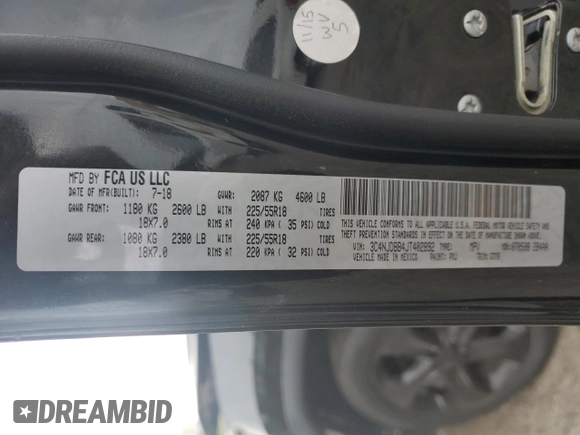 11/15
WV
5
MFD BY FCA US LLC
DATE OF MFR(BUILT): 7-18 GVWR: 2087 KG 4600 LB
GAWR FRONT: 1180 KG 2600 LB WITH 225/55R18 TIRES
18X7.0 RIMS AT 240 KPA ( 35 PSI) COLD
GAWR REAR: 1080 KG 2380 LB WITH 225/55R18 TIRES
18X7.0 RIMS AT 220 KPA ( 32 PSI) COLD
THIS VEHICLE CONFORMS TO ALL APPLICABLE U.S.A. FEDERAL MOTOR VEHICLE SAFETY AND
THEFT PREVENTION STANDARDS IN EFFECT ON THE DATE OF MANUFACTURE SHOWN ABOVE.
VIN: TYPE: MPV MDH:
VEHICLE MADE IN MEXICO PAINT: TRIM:
DREAMBID